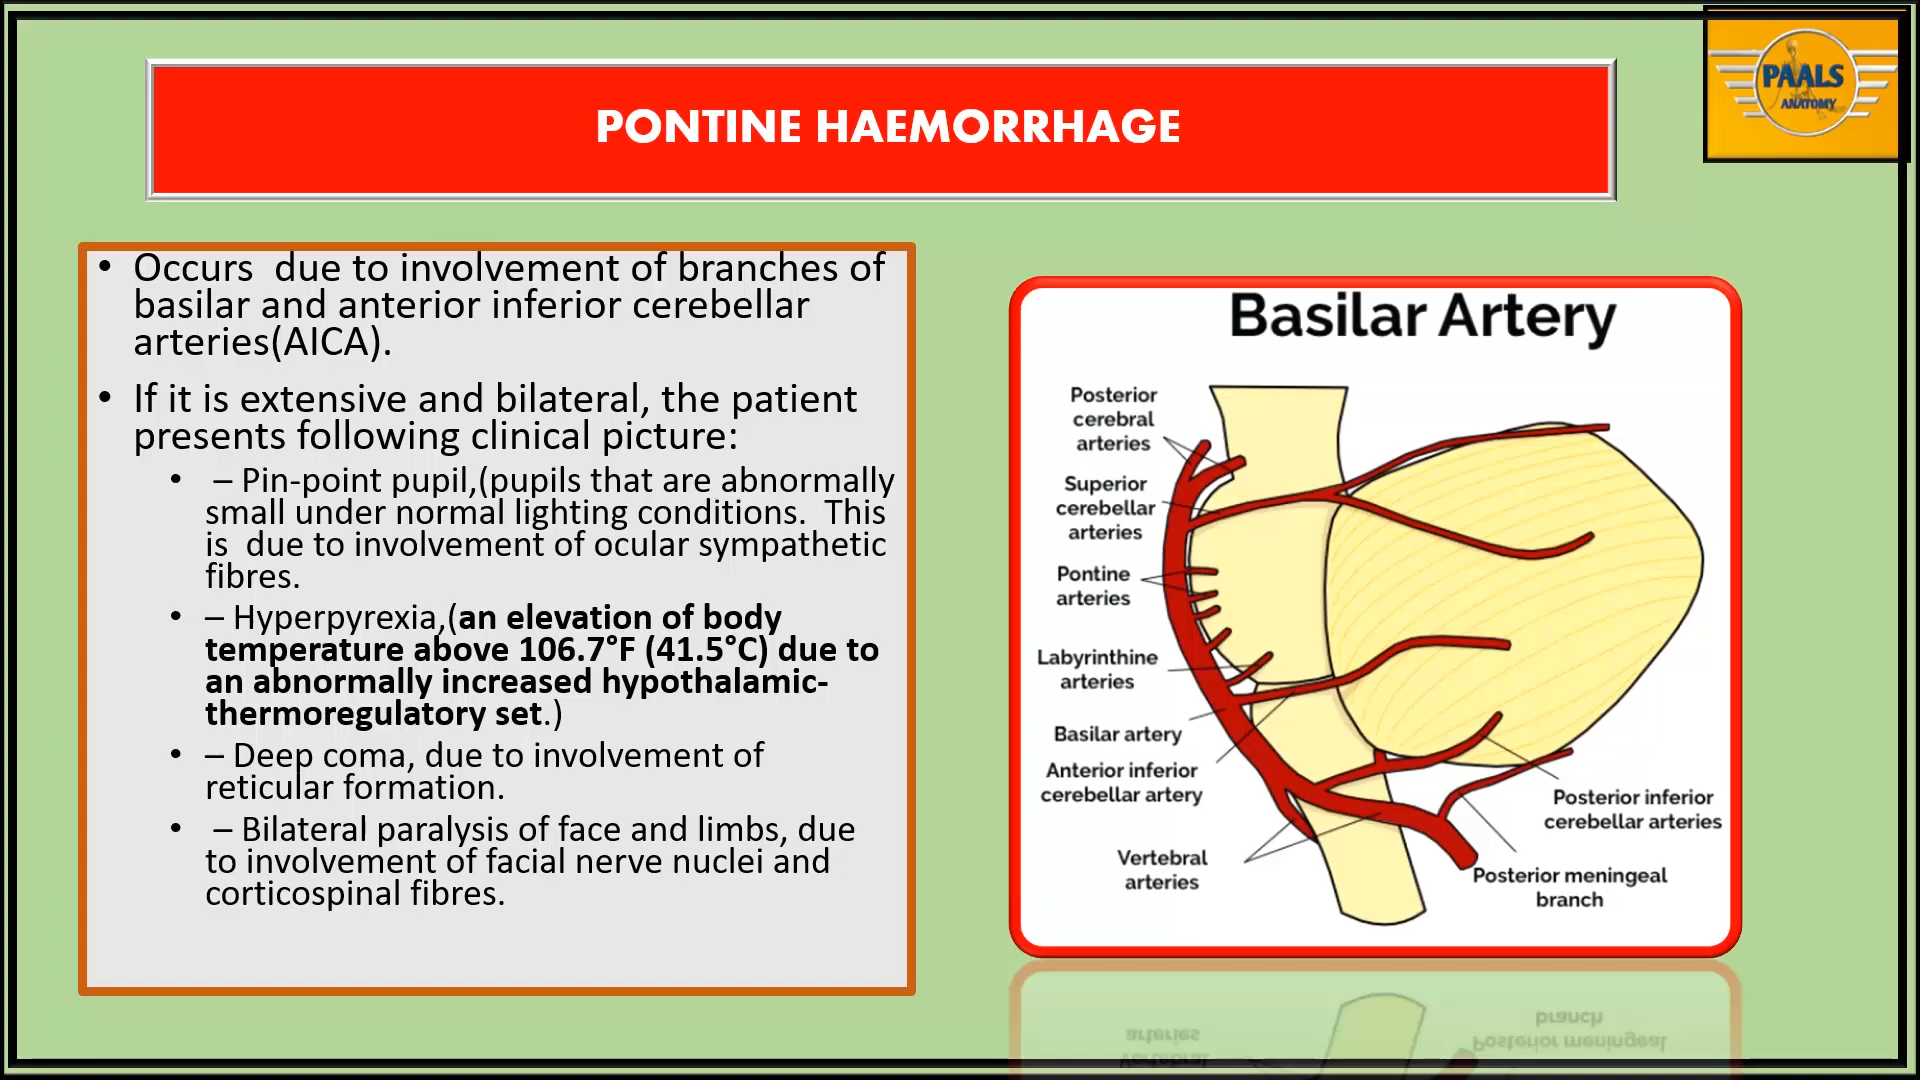 PAALS
ANATOMY
PONTINE HAEMORRHAGE
• Occurs due to involvement of branches of
basilar and anterior inferior cerebellar
arteries(AICA).
• If it is extensive and bilateral, the patient
presents following clinical picture:
• – Pin-point pupil,(pupils that are abnormally
small under normal lighting conditions. This
is due to involvement of ocular sympathetic
fibres.
• – Hyperpyrexia,(an elevation of body
temperature above 106.7°F (41.5°C) due to
an abnormally increased hypothalamic-
thermoregulatory set.)
• – Deep coma, due to involvement of
reticular formation.
• – Bilateral paralysis of face and limbs, due
to involvement of facial nerve nuclei and
corticospinal fibres.
Basilar Artery
Posterior
cerebral
arteries
Superior
cerebellar
arteries
Pontine
arteries
Labyrinthine
arteries
Basilar artery
Anterior inferior
cerebellar artery
Vertebral
arteries
Posterior inferior
cerebellar arteries
Posterior meningeal
branch